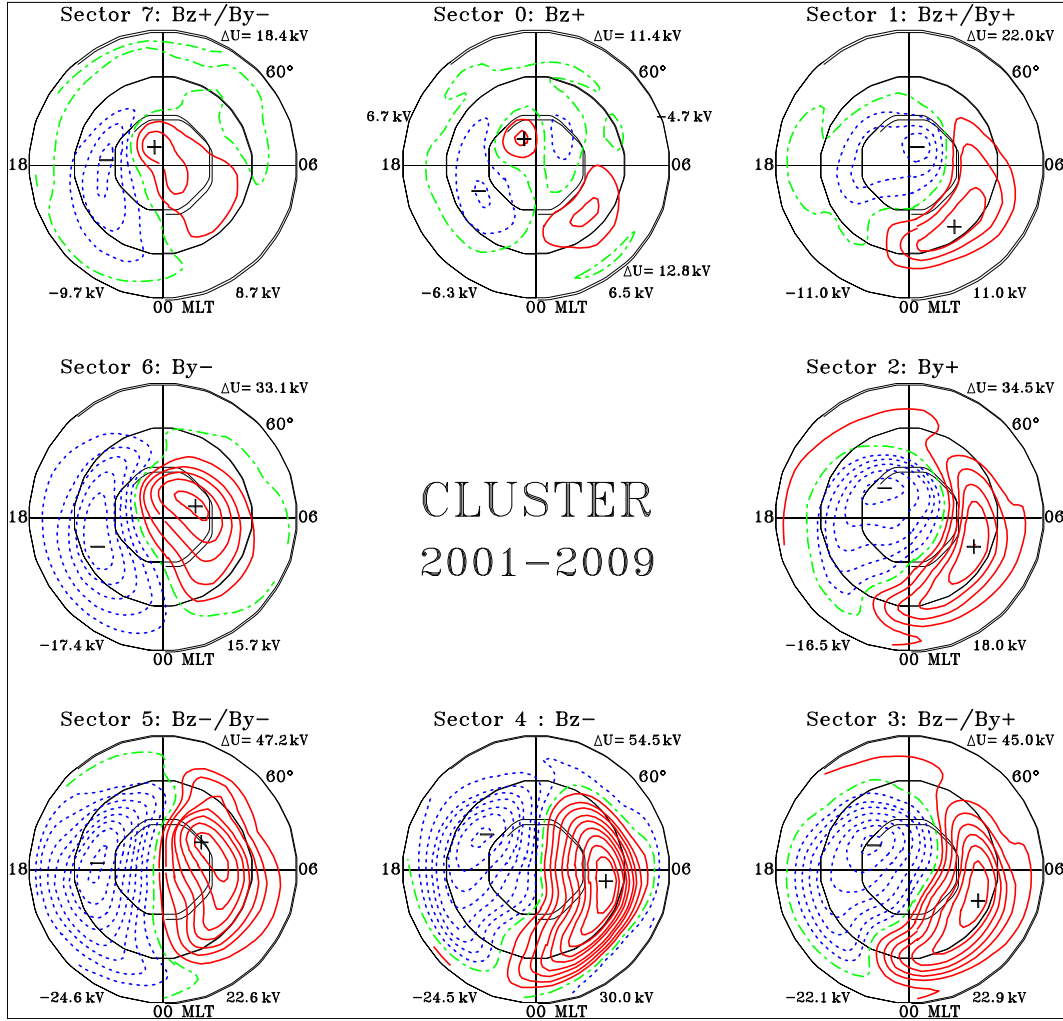 Sector 7: Bz+/By−
ΔU= 18.4 kV
60°
18
06
−9.7 kV
8.7 kV
00 MLT
Sector 0: Bz+
ΔU= 11.4 kV
6.7 kV
−4.7 kV
ΔU= 12.8 kV
−6.3 kV
6.5 kV
00 MLT
Sector 1: Bz+/By+
ΔU= 22.0 kV
60°
18
06
−11.0 kV
11.0 kV
00 MLT
Sector 6: By−
ΔU= 33.1 kV
60°
18
06
−17.4 kV
15.7 kV
00 MLT
CLUSTER
2001−2009
Sector 2: By+
ΔU= 34.5 kV
60°
18
06
−16.5 kV
18.0 kV
00 MLT
Sector 5: Bz−/By−
ΔU= 47.2 kV
60°
18
06
−24.6 kV
22.6 kV
00 MLT
Sector 4 : Bz−
ΔU= 54.5 kV
60°
18
06
−24.5 kV
30.0 kV
00 MLT
Sector 3: Bz−/By+
ΔU= 45.0 kV
60°
18
06
−22.1 kV
22.9 kV
00 MLT